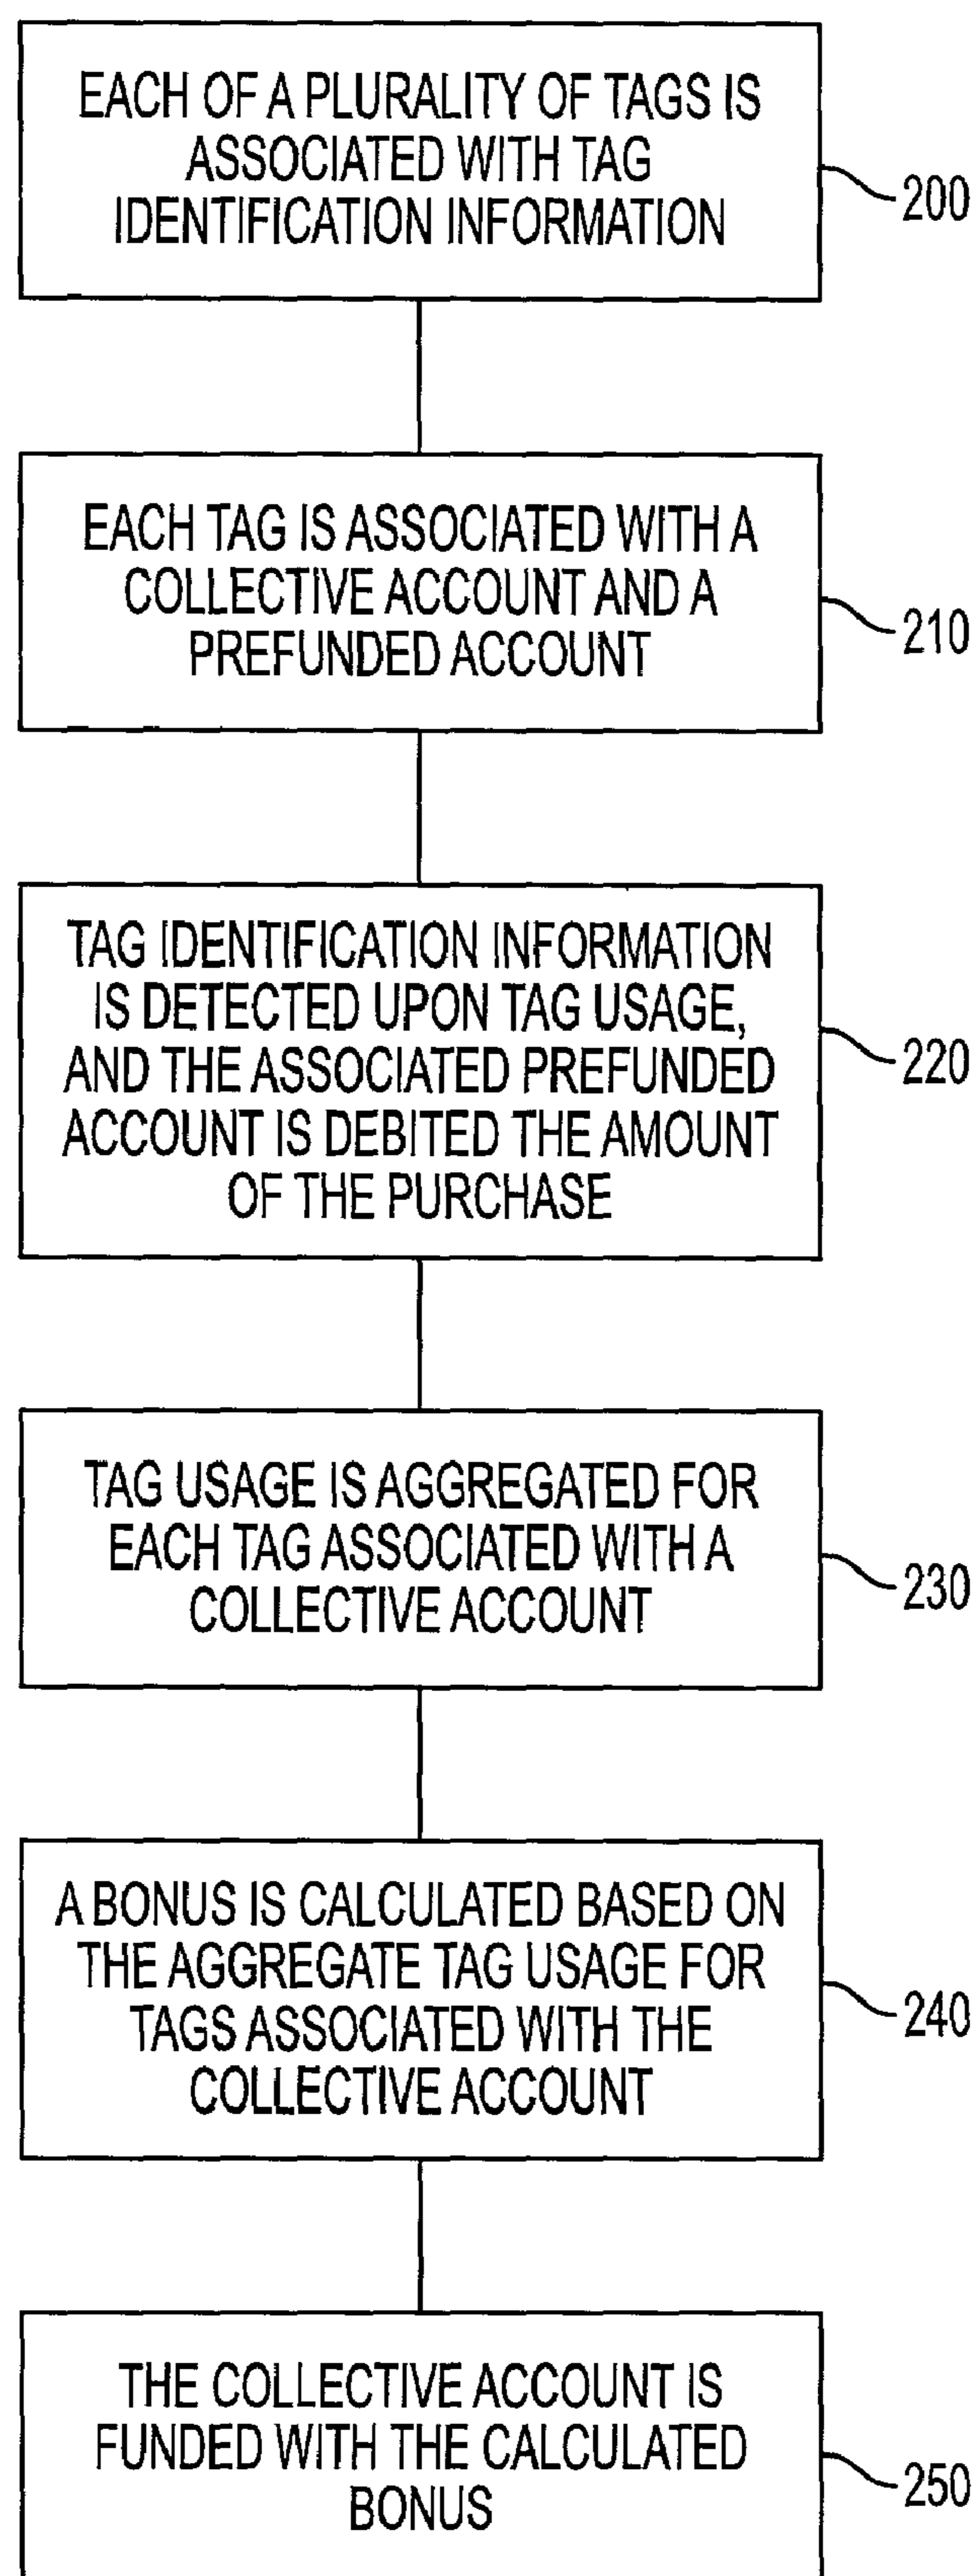 EACH OF A PLURALITY OF TAGS IS
ASSOCIATED WITH TAG
IDENTIFICATION INFORMATION
200
EACH TAG IS ASSOCIATED WITH A
COLLECTIVE ACCOUNT AND A
PREFUNDED ACCOUNT
210
TAG IDENTIFICATION INFORMATION
IS DETECTED UPON TAG USAGE,
AND THE ASSOCIATED PREFUNDED
ACCOUNT IS DEBITED THE AMOUNT
OF THE PURCHASE
220
TAG USAGE IS AGGREGATED FOR
EACH TAG ASSOCIATED WITH A
COLLECTIVE ACCOUNT
230
A BONUS IS CALCULATED BASED ON
THE AGGREGATE TAG USAGE FOR
TAGS ASSOCIATED WITH THE
COLLECTIVE ACCOUNT
240
THE COLLECTIVE ACCOUNT IS
FUNDED WITH THE CALCULATED
BONUS
250